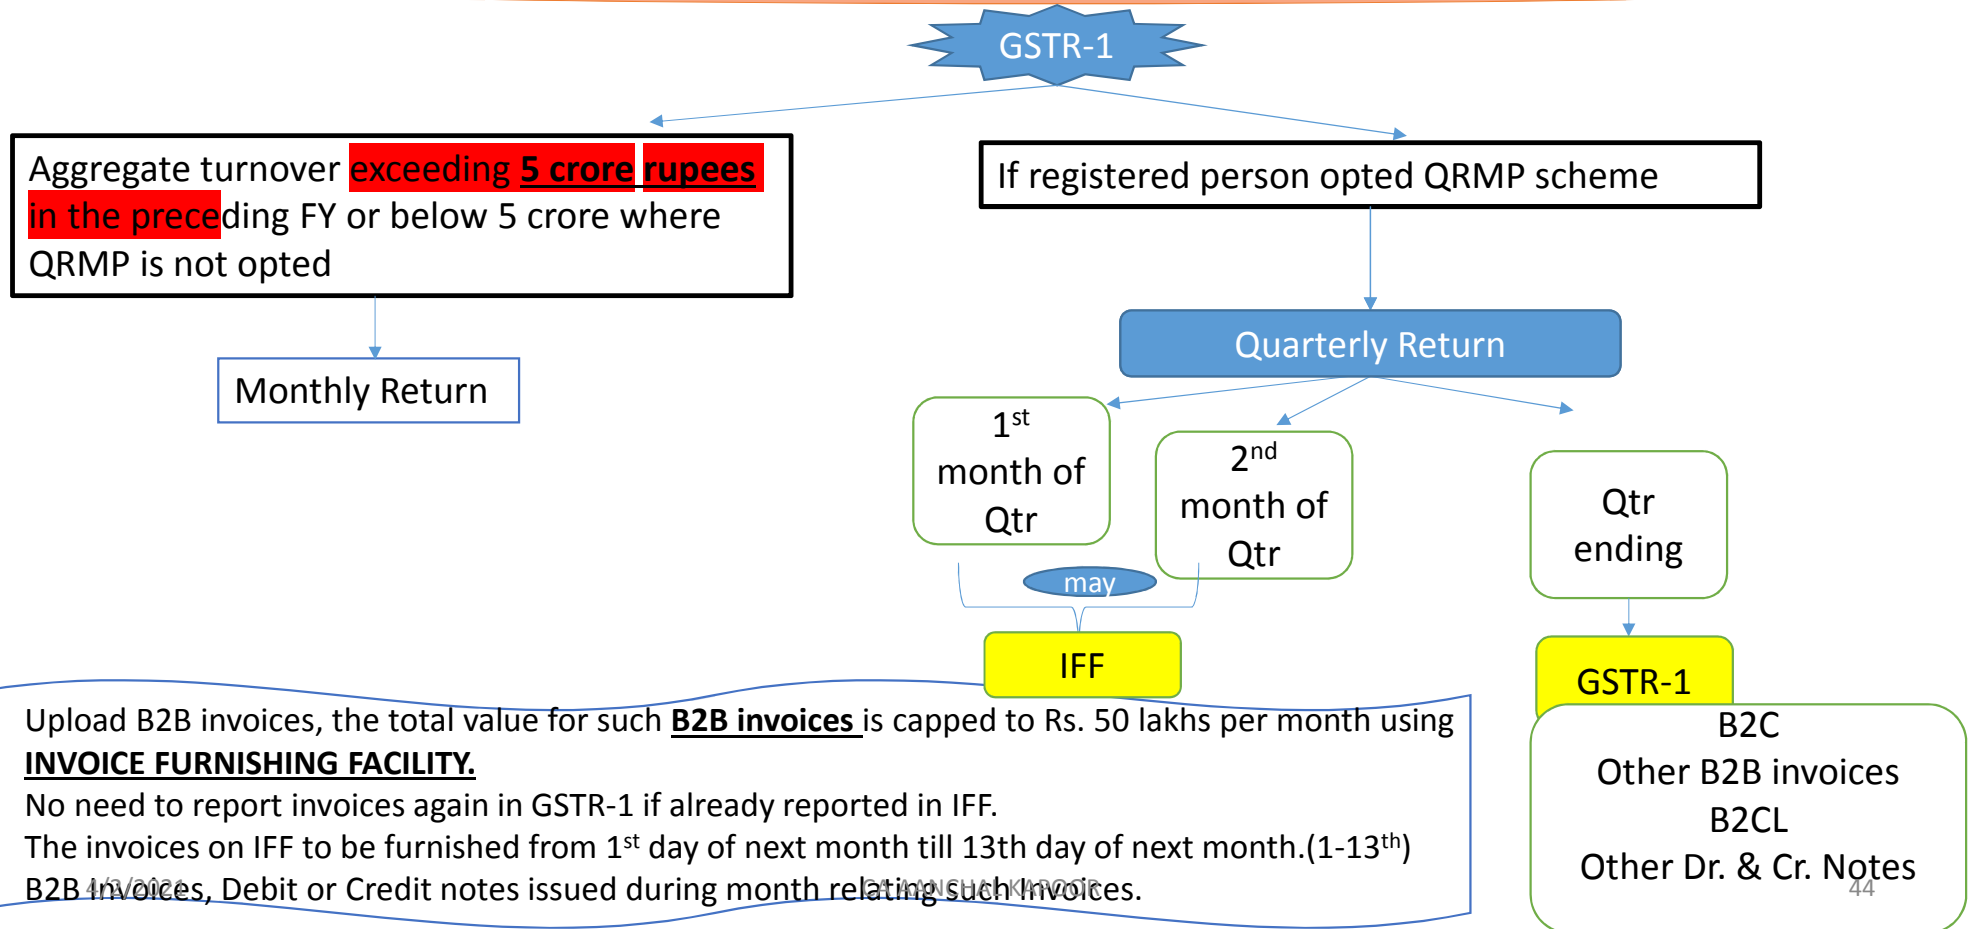 GSTR-1
Aggregate turnover exceeding 5 crore rupees
in the preceding FY or below 5 crore where
QRMP is not opted
Monthly Return
If registered person opted QRMP scheme
Quarterly Return
1st
month of
Qtr
2nd
month of
Qtr
Qtr
ending
may
IFF
GSTR-1
Upload B2B invoices, the total value for such B2B invoices is capped to Rs. 50 lakhs per month using
INVOICE FURNISHING FACILITY.
No need to report invoices again in GSTR-1 if already reported in IFF.
The invoices on IFF to be furnished from 1st day of next month till 13th day of next month.(1-13th)
B2B Invoices, Debit or Credit notes issued during month relating such Invoices.
B2C
Other B2B invoices
B2CL
Other Dr. & Cr. Notes
4/2/2021
CA AANCHAL KAPOOR
44